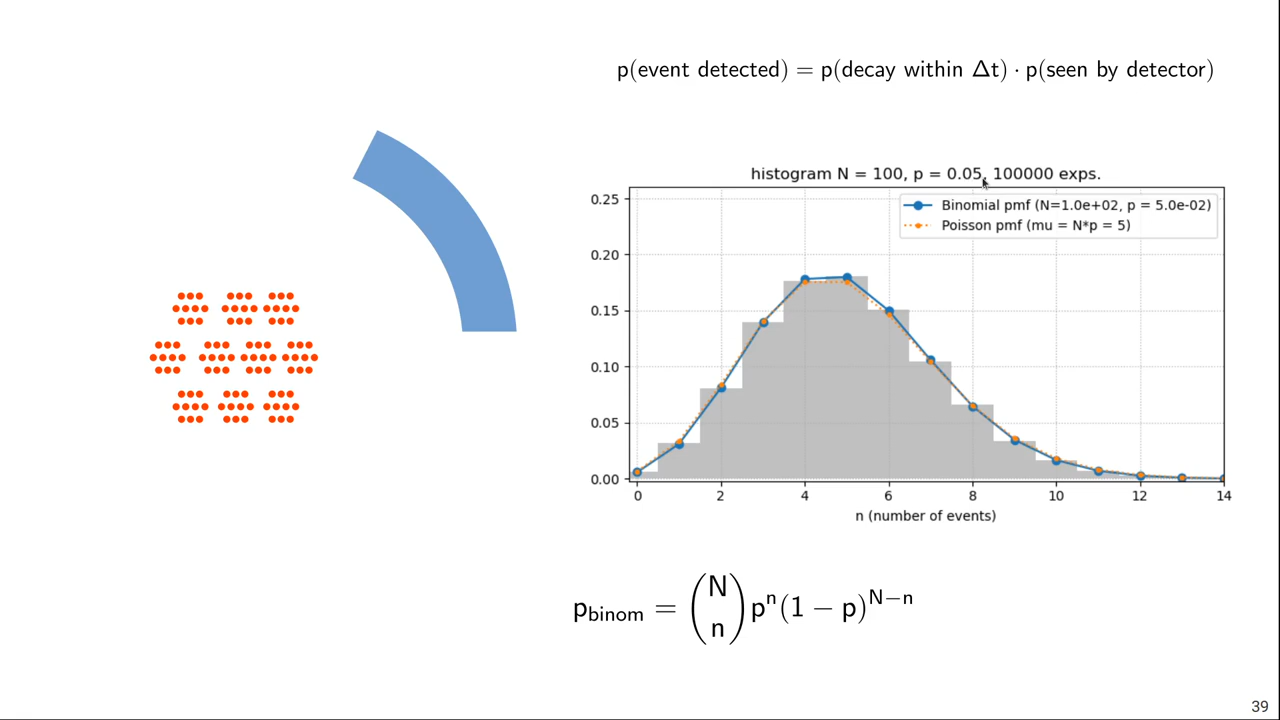 p(event detected) = p(decay within Δt) · p(seen by detector)
histogram N = 100, p = 0.05, 100000 exps.
Binomial pmf (N=1.0e+02, p = 5.0e-02)
Poisson pmf (mu = N*p = 5)
0.25
0.20
0.15
0.10
0.05
0.00
0 2 4 6 8 10 12 14
n (number of events)
p_binom = (N n) p^n (1 − p)^{N−n}
39